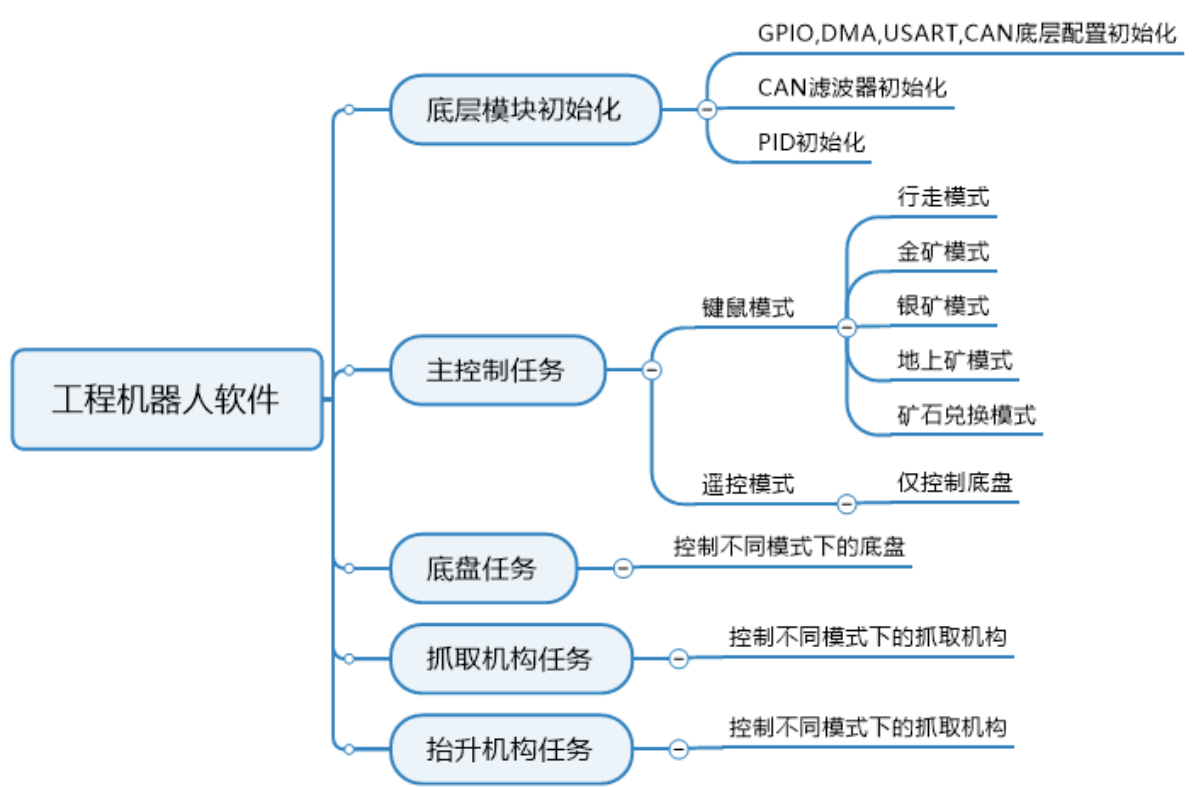 工程机器人软件
底层模块初始化
GPIO,DMA,USART,CAN底层配置初始化
CAN滤波器初始化
PID初始化
主控制任务
键鼠模式
行走模式
金矿模式
银矿模式
地上矿模式
矿石兑换模式
遥控模式
仅控制底盘
底盘任务
控制不同模式下的底盘
抓取机构任务
控制不同模式下的抓取机构
抬升机构任务
控制不同模式下的抓取机构